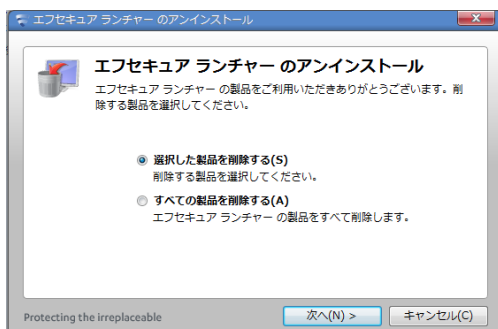 エフセキュア ランチャー のアンインストール
エフセキュア ランチャー のアンインストール
エフセキュア ランチャー の製品をご利用いただきありがとうございます。削
除する製品を選択してください。
選択した製品を削除する(S)
削除する製品を選択してください。
すべての製品を削除する(A)
エフセキュア ランチャー の製品をすべて削除します。
Protecting the irreplaceable
次へ(N) >
キャンセル(C)